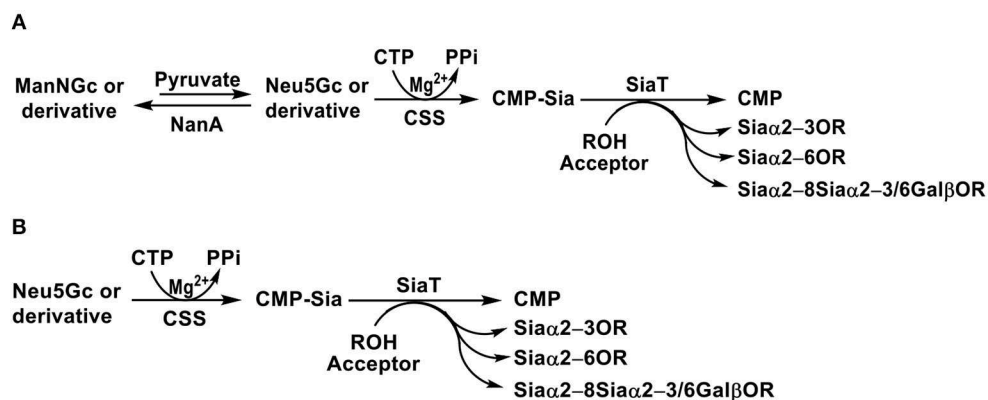 A
ManNGc or
derivative
Pyruvate
NanA
Neu5Gc or
derivative
CTP
PPi
Mg2+
CSS
CMP-Sia
SiaT
ROH
Acceptor
CMP
Siaα2–3OR
Siaα2–6OR
Siaα2–8Siaα2–3/6GalβOR
B
Neu5Gc or
derivative
CTP
PPi
Mg2+
CSS
CMP-Sia
SiaT
ROH
Acceptor
CMP
Siaα2–3OR
Siaα2–6OR
Siaα2–8Siaα2–3/6GalβOR